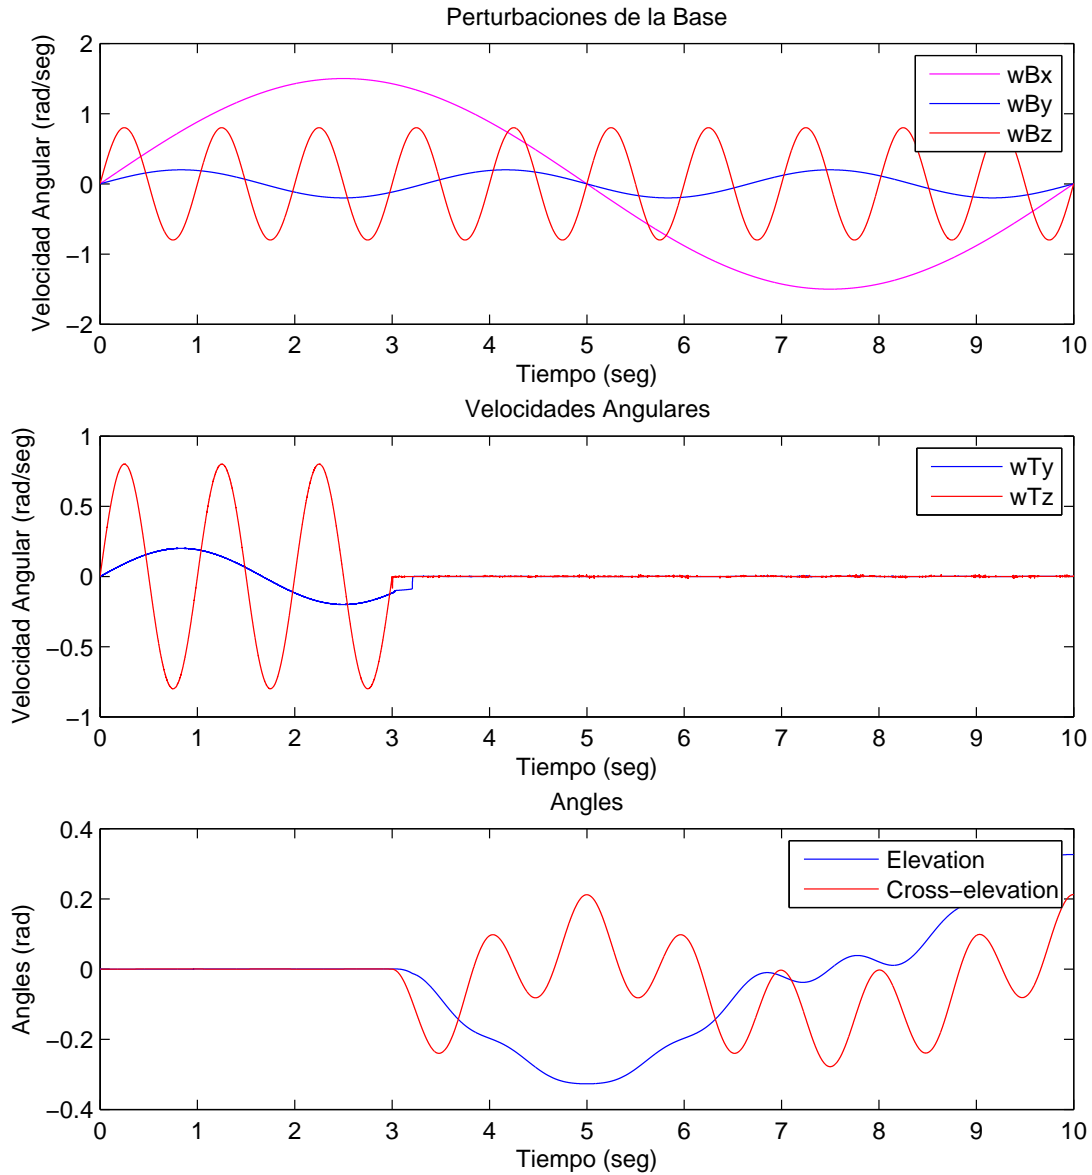 Perturbaciones de la Base
Velocidad Angular (rad/seg)
2
1
0
−1
−2
wBx
wBy
wBz
0 1 2 3 4 5 6 7 8 9 10
Tiempo (seg)
Velocidades Angulares
Velocidad Angular (rad/seg)
1
0.5
0
−0.5
−1
wTy
wTz
0 1 2 3 4 5 6 7 8 9 10
Tiempo (seg)
Angles
Angles (rad)
0.4
0.2
0
−0.2
−0.4
Elevation
Cross−elevation
0 1 2 3 4 5 6 7 8 9 10
Tiempo (seg)